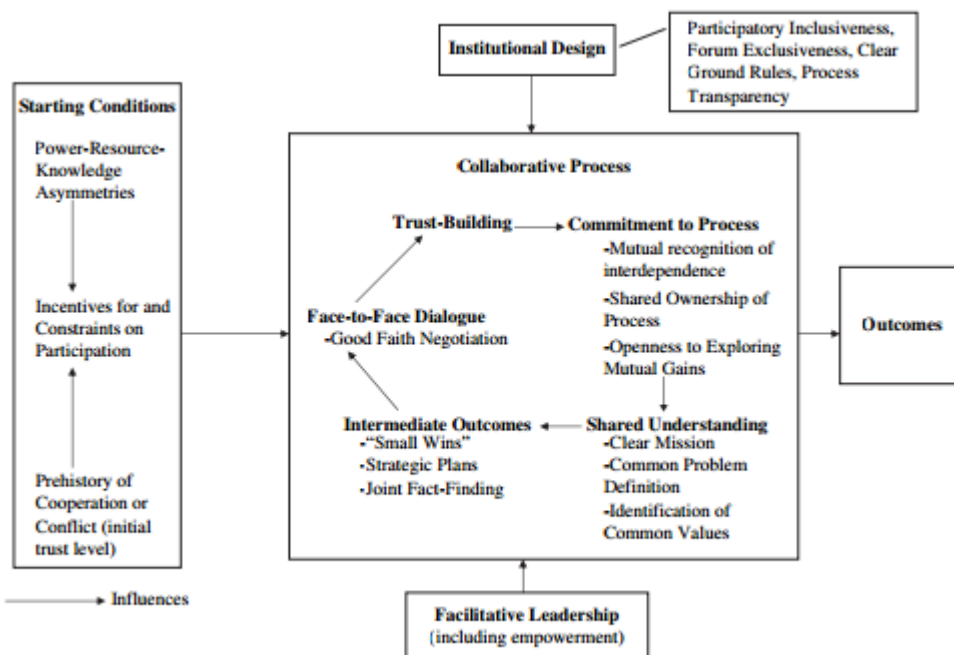 Institutional Design
Participatory Inclusiveness,
Forum Exclusiveness, Clear
Ground Rules, Process
Transparency
Starting Conditions
Power-Resource-
Knowledge
Asymmetries
Incentives for and
Constraints on
Participation
Prehistory of
Cooperation or
Conflict (initial
trust level)
Influences
Collaborative Process
Trust-Building
Commitment to Process
-Mutual recognition of
interdependence
-Shared Ownership of
Process
-Openness to Exploring
Mutual Gains
Face-to-Face Dialogue
-Good Faith Negotiation
Intermediate Outcomes
-“Small Wins”
-Strategic Plans
-Joint Fact-Finding
Shared Understanding
-Clear Mission
-Common Problem
Definition
-Identification of
Common Values
Outcomes
Facilitative Leadership
(including empowerment)